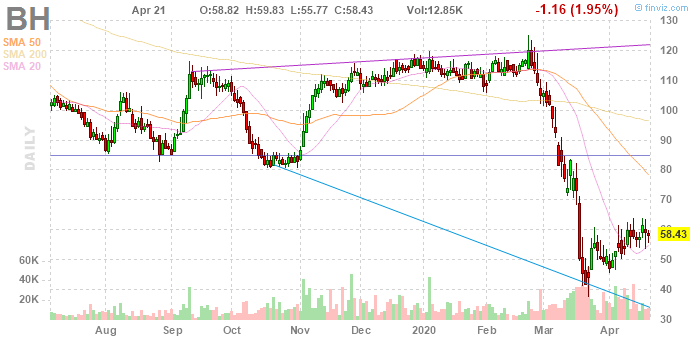 BH Apr 21 O:58.82 H:59.83 L:55.77 C:58.43 Vol:12.85K -1.16 (1.95%)
© finviz.com
SMA 50
SMA 200
SMA 20
DAILY
120
110
100
90
80
70
60
58.43
50
40
30
60K
40K
20K
Aug Sep Oct Nov Dec 2020 Feb Mar Apr